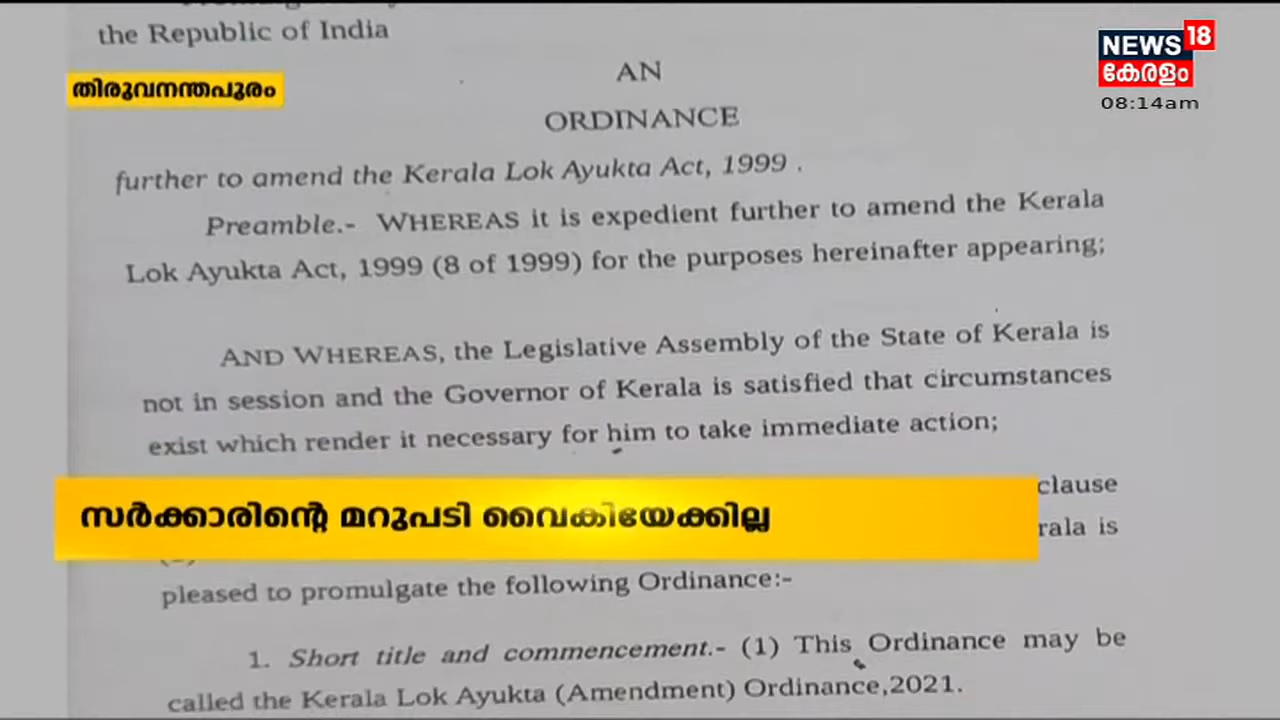 the Republic of India
NEWS 18
കേരളം
08:14am
തിരുവനന്തപുരം
AN
ORDINANCE
further to amend the Kerala Lok Ayukta Act, 1999 .
Preamble.- WHEREAS it is expedient further to amend the Kerala
Lok Ayukta Act, 1999 (8 of 1999) for the purposes hereinafter appearing;
AND WHEREAS, the Legislative Assembly of the State of Kerala is
not in session and the Governor of Kerala is satisfied that circumstances
exist which render it necessary for him to take immediate action;
clause
സർക്കാരിന്റെ മറുപടി വൈകിയേക്കില്ല
rala is
pleased to promulgate the following Ordinance:-
1. Short title and commencement.- (1) This Ordinance may be
called the Kerala Lok Ayukta (Amendment) Ordinance,2021.